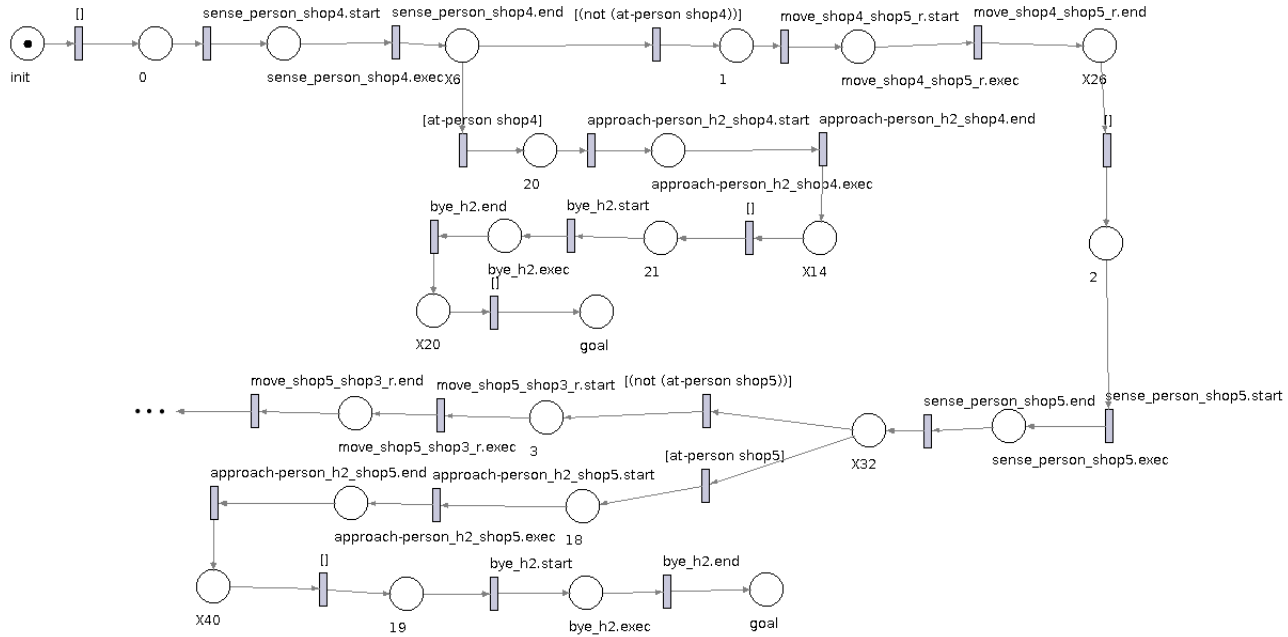 []
sense_person_shop4.start
sense_person_shop4.end
[(not (at-person shop4))]
move_shop4_shop5_r.start
move_shop4_shop5_r.end
init
0
sense_person_shop4.exec
X6
1
move_shop4_shop5_r.exec
X26
[at-person shop4]
approach-person_h2_shop4.start
approach-person_h2_shop4.end
[]
20
approach-person_h2_shop4.exec
bye_h2.end
bye_h2.start
[]
bye_h2.exec
21
X14
2
[]
X20
goal
move_shop5_shop3_r.end
move_shop5_shop3_r.start
[(not (at-person shop5))]
sense_person_shop5.end
sense_person_shop5.start
...
move_shop5_shop3_r.exec
3
X32
sense_person_shop5.exec
[at-person shop5]
approach-person_h2_shop5.end
approach-person_h2_shop5.start
approach-person_h2_shop5.exec
18
[]
bye_h2.start
bye_h2.end
X40
19
bye_h2.exec
goal